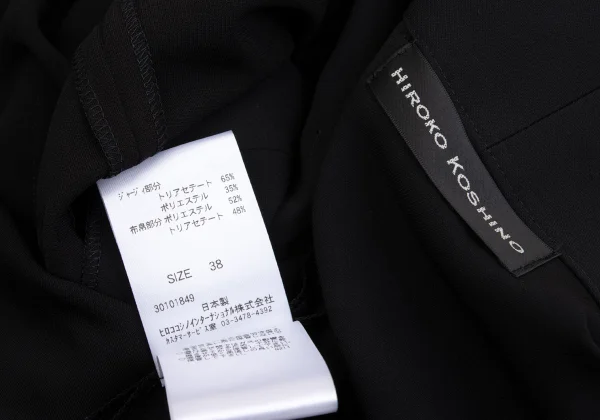 ジャージィ部分
トリアセテート 65%
ポリエステル 35%
布帛部分 ポリエステル 52%
トリアセテート 48%
SIZE 38
30101849 日本製
ヒロココシノインターナショナル株式会社
カスタマーサービス室 03-3478-4392
HIROKO KOSHINO